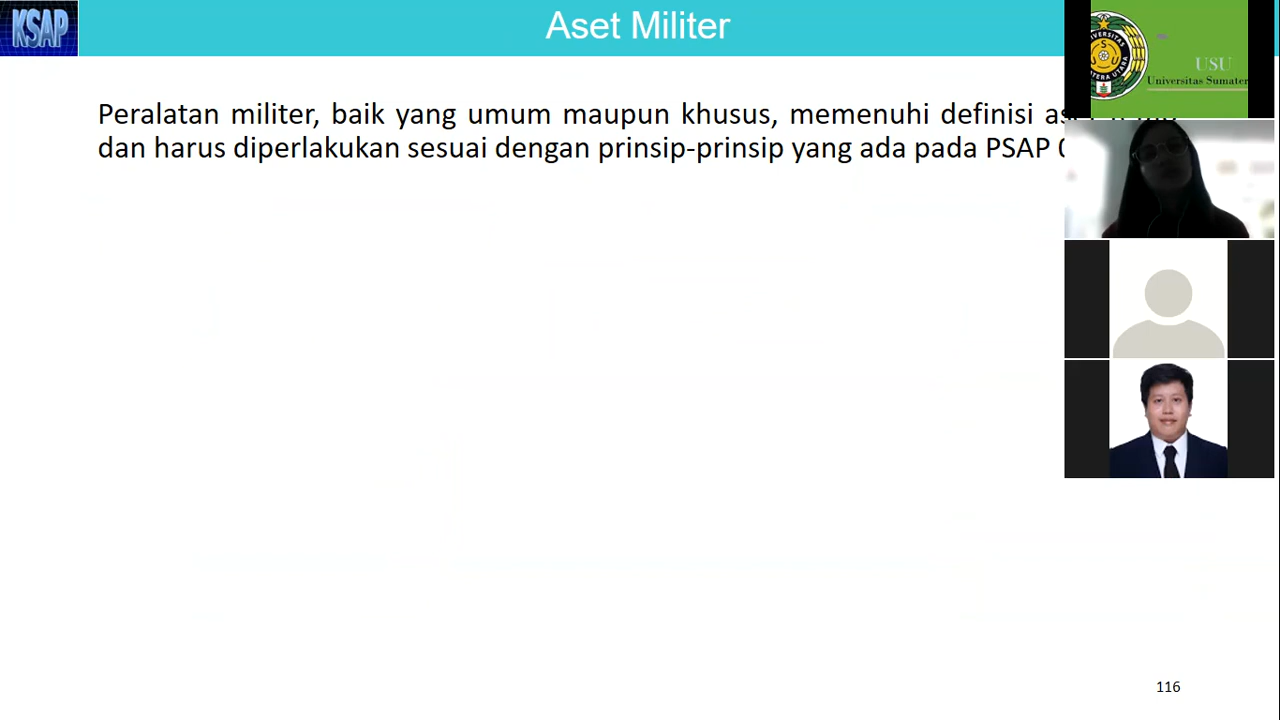 KSAP
Aset Militer
USU
Universitas Sumater
Peralatan militer, baik yang umum maupun khusus, memenuhi definisi
dan harus diperlakukan sesuai dengan prinsip-prinsip yang ada pada PSAP
116